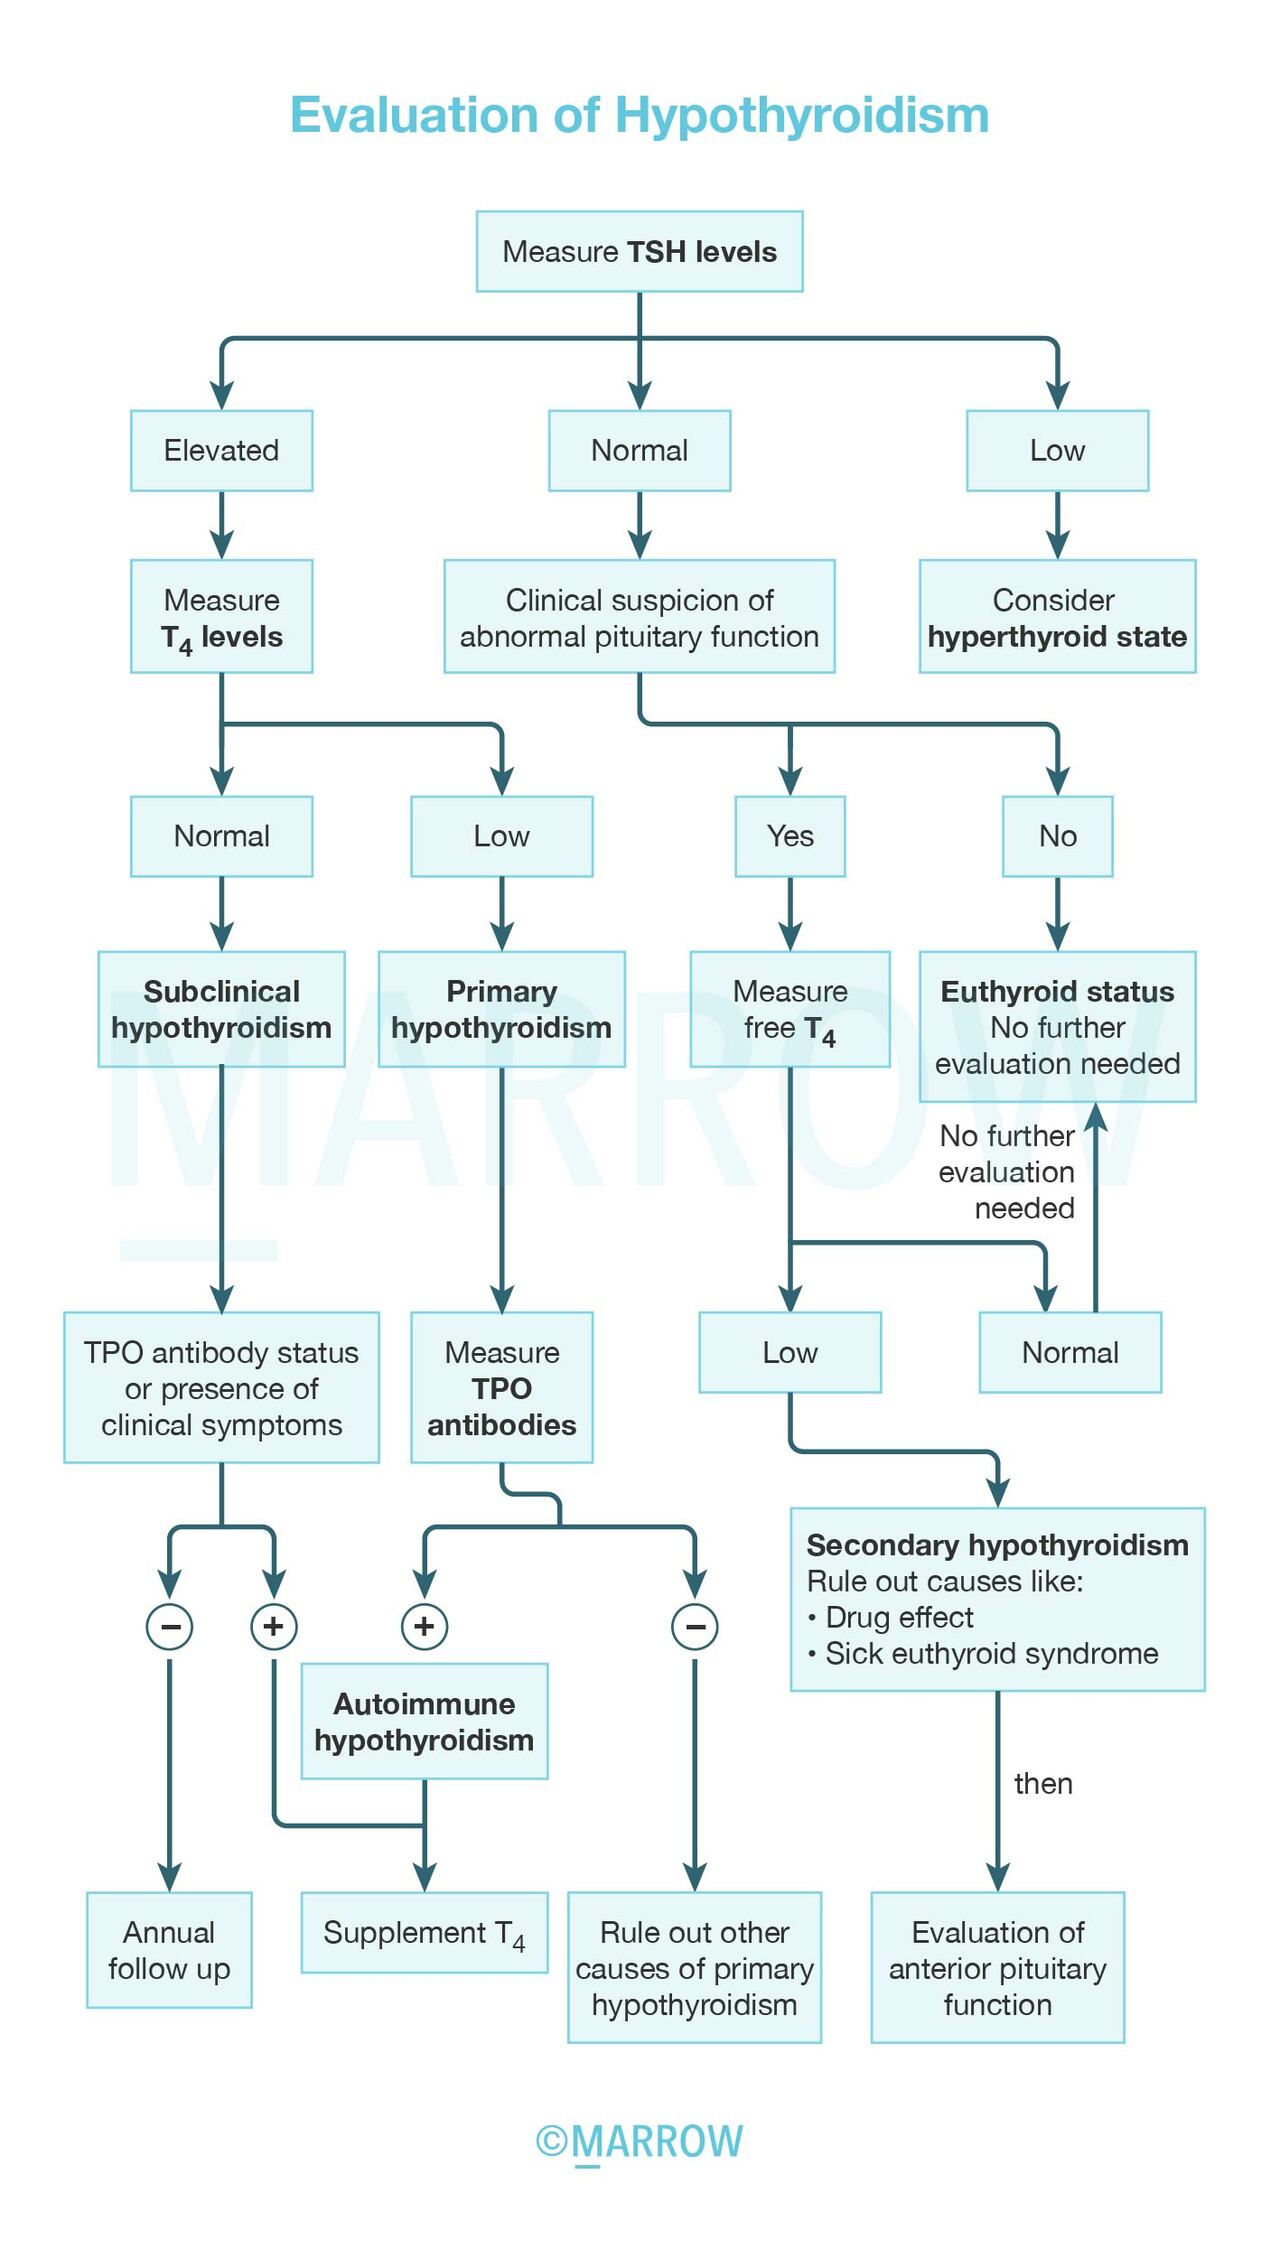 Evaluation of Hypothyroidism
Measure TSH levels
Elevated
Normal
Low
Measure
T4 levels
Clinical suspicion of
abnormal pituitary function
Consider
hyperthyroid state
Normal
Low
Yes
No
Subclinical
hypothyroidism
Primary
hypothyroidism
Measure
free T4
Euthyroid status
No further
evaluation needed
MARROW
No further
evaluation
needed
TPO antibody status
or presence of
clinical symptoms
Measure
TPO
antibodies
Low
Normal
Secondary hypothyroidism
Rule out causes like:
• Drug effect
• Sick euthyroid syndrome
−
+
+
−
Autoimmune
hypothyroidism
then
Annual
follow up
Supplement T4
Rule out other
causes of primary
hypothyroidism
Evaluation of
anterior pituitary
function
©MARROW